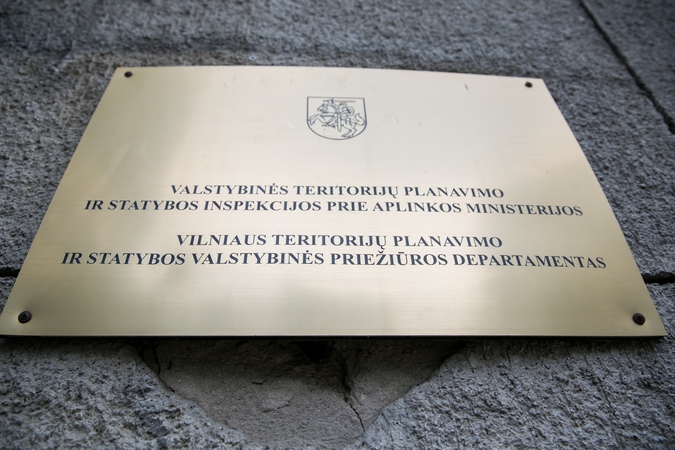 VALSTYBINĖS TERITORIJŲ PLANAVIMO
IR STATYBOS INSPEKCIJOS PRIE APLINKOS MINISTERIJOS
VILNIAUS TERITORIJŲ PLANAVIMO
IR STATYBOS VALSTYBINĖS PRIEŽIŪROS DEPARTAMENTAS